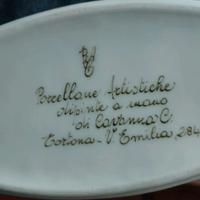 Porcellane Artistiche
dipinte a mano
di Cavanna C.
Tortona - V. Emilia, 284